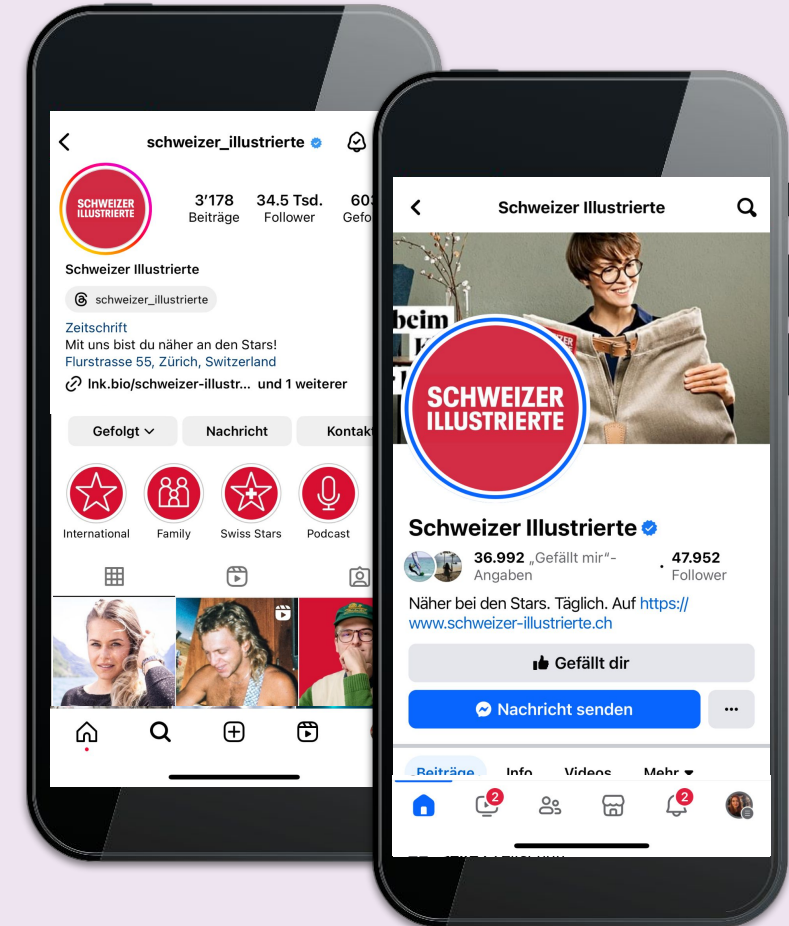 schweizer_illustrierte
SCHWEIZER
ILLUSTRIERTE
3’178
34.5 Tsd.
603
Beiträge
Follower
Gefo
Schweizer Illustrierte
schweizer_illustrierte
Zeitschrift
Mit uns bist du näher an den Stars!
Flurstrasse 55, Zürich, Switzerland
lnk.bio/schweizer-illustr... und 1 weiterer
Gefolgt
Nachricht
Kontakt
International
Family
Swiss Stars
Podcast
Schweizer Illustrierte
beim
SCHWEIZER
ILLUSTRIERTE
Schweizer Illustrierte
36.992 „Gefällt mir“-
Angaben
· 47.952
Follower
Näher bei den Stars. Täglich. Auf https://
www.schweizer-illustrierte.ch
Gefällt dir
Nachricht senden
...
Beiträge
Info
Videos
Mehr
2
2